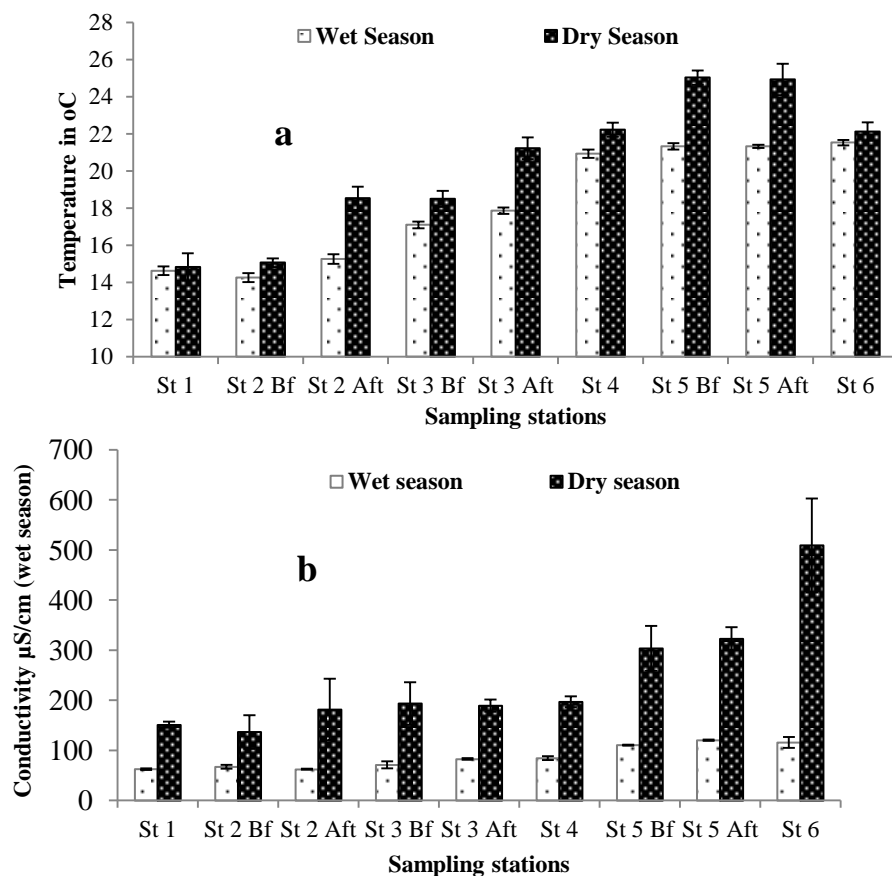 Temperature in oC
28
26
24
22
20
18
16
14
12
10
Wet Season Dry Season
a
St 1 St 2 Bf St 2 Aft St 3 Bf St 3 Aft St 4 St 5 Bf St 5 Aft St 6
Sampling stations
Conductivity µS/cm (wet season)
700
600
500
400
300
200
100
0
Wet season Dry season
b
St 1 St 2 Bf St 2 Aft St 3 Bf St 3 Aft St 4 St 5 Bf St 5 Aft St 6
Sampling stations